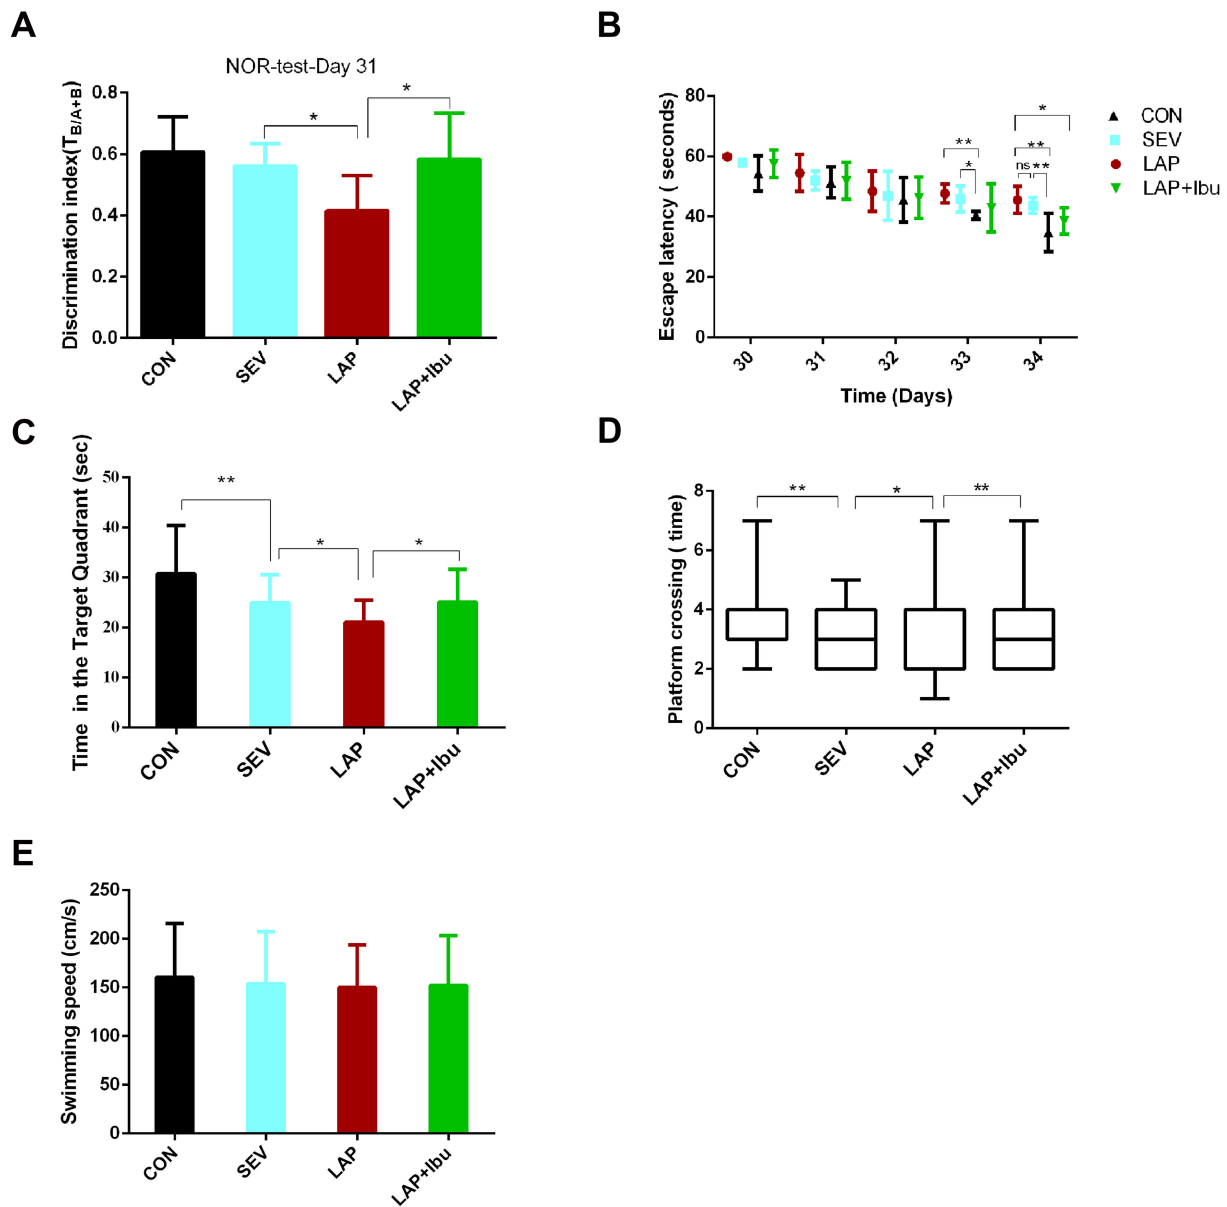 A
NOR-test-Day 31
Discrimination index(TB/A+B)
0.8
0.6
0.4
0.2
0.0
*
*
CON
SEV
LAP
LAP+Ibu
B
Escape latency ( seconds)
80
60
40
20
0
**
*
*
**
ns
**
30
31
32
33
34
Time (Days)
CON
SEV
LAP
LAP+Ibu
C
Time in the Target Quadrant (sec)
50
40
30
20
10
0
**
*
*
CON
SEV
LAP
LAP+Ibu
D
Platform crossing ( time)
8
6
4
2
0
**
*
**
CON
SEV
LAP
LAP+Ibu
E
Swimming speed (cm/s)
250
200
150
100
50
0
CON
SEV
LAP
LAP+Ibu